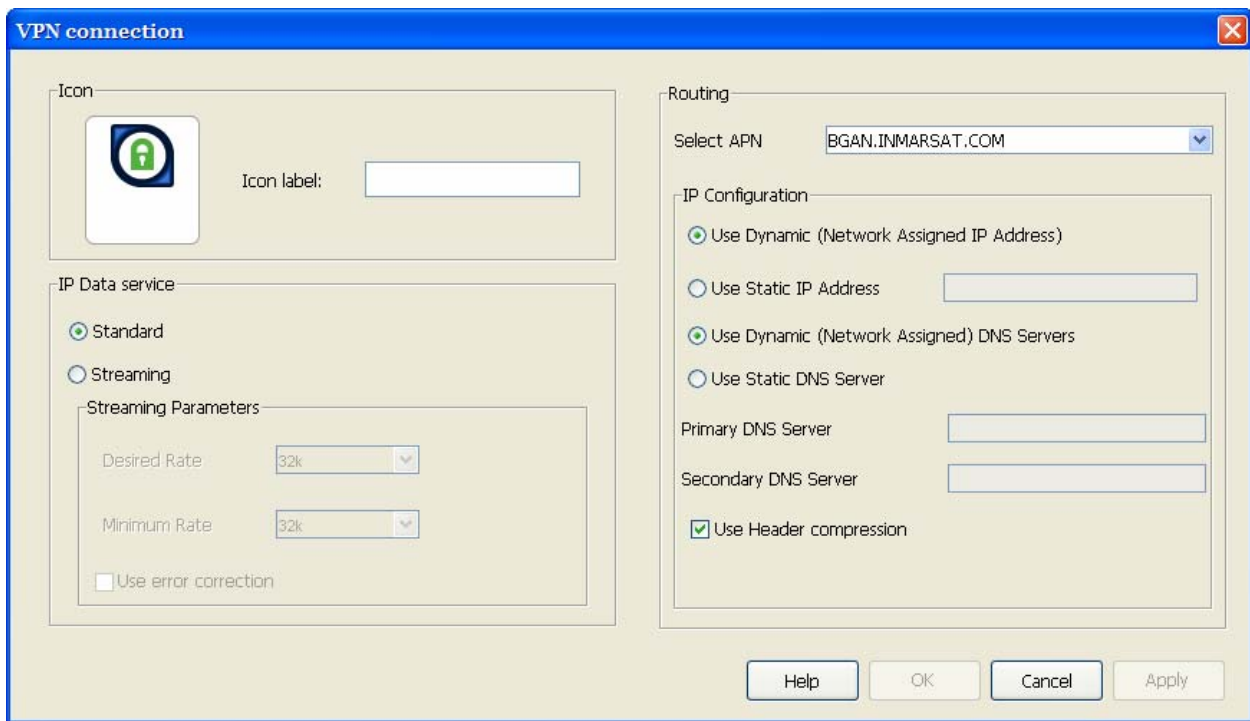 VPN connection
Icon
Icon label:
IP Data service
Standard
Streaming
Streaming Parameters
Desired Rate 32k
Minimum Rate 32k
Use error correction
Routing
Select APN BGAN.INMARSAT.COM
IP Configuration
Use Dynamic (Network Assigned IP Address)
Use Static IP Address
Use Dynamic (Network Assigned) DNS Servers
Use Static DNS Server
Primary DNS Server
Secondary DNS Server
Use Header compression
Help OK Cancel Apply